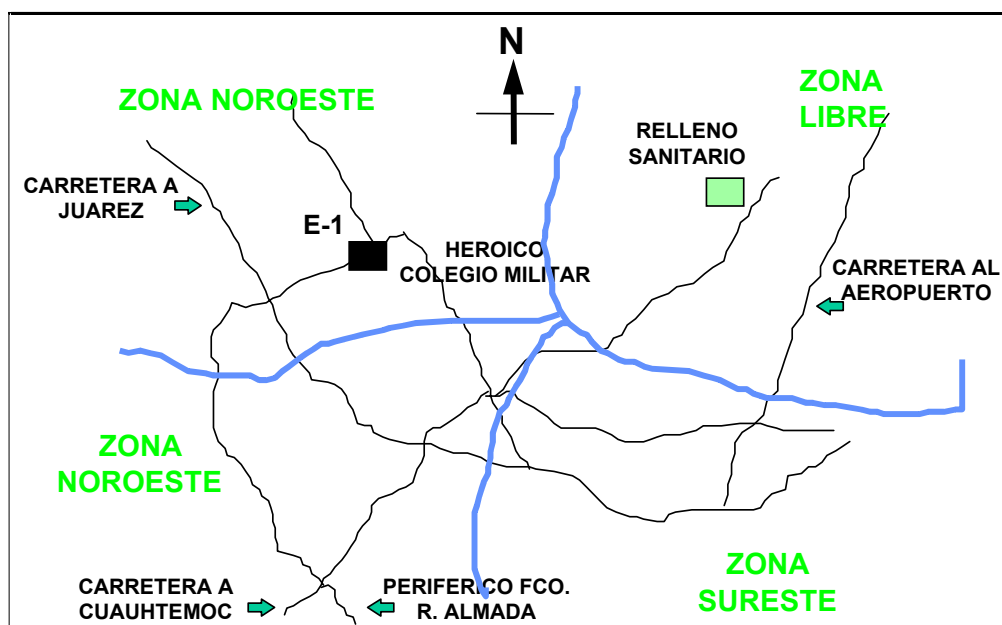 N
ZONA NOROESTE
ZONA
LIBRE
RELLENO
SANITARIO
CARRETERA A
JUAREZ
E-1
HEROICO
COLEGIO MILITAR
CARRETERA AL
AEROPUERTO
ZONA
NOROESTE
ZONA
SURESTE
CARRETERA A
CUAUHTEMOC
PERIFERICO FCO.
R. ALMADA